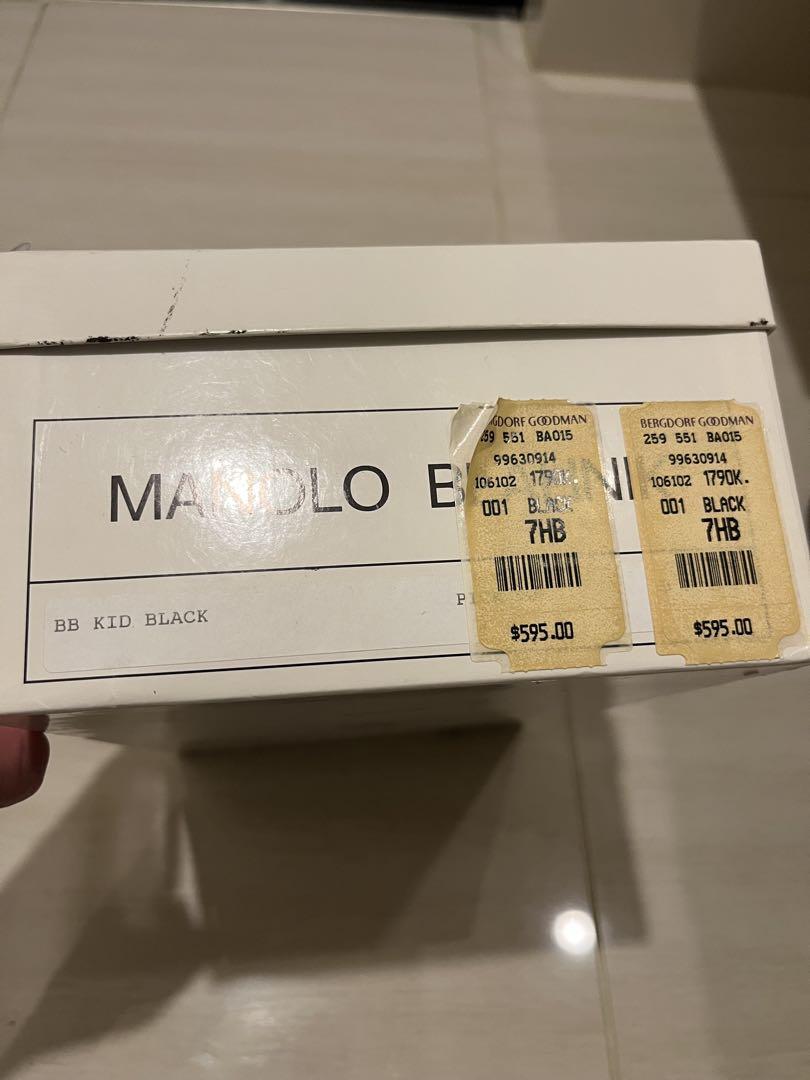 MANOLO
BB KID BLACK
BERGDORF GOODMAN
259 551 BA015
99630914
106102 1790K.
001 BLACK
7HB
$595.00
BERGDORF GOODMAN
259 551 BA015
99630914
106102 1790K.
001 BLACK
7HB
$595.00